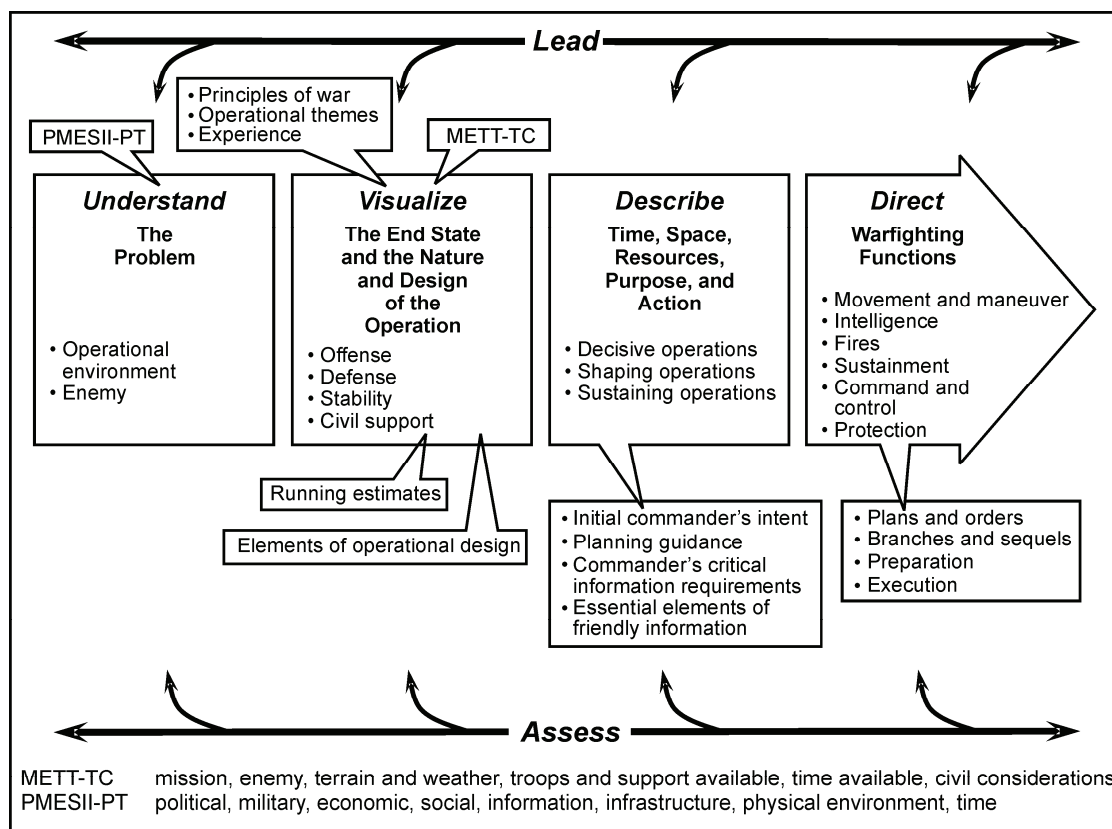 Lead
• Principles of war
• Operational themes
• Experience
PMESII-PT
METT-TC
Understand
The
Problem
• Operational
environment
• Enemy
Visualize
The End State
and the Nature
and Design
of the
Operation
• Offense
• Defense
• Stability
• Civil support
Describe
Time, Space,
Resources,
Purpose, and
Action
• Decisive operations
• Shaping operations
• Sustaining operations
Direct
Warfighting
Functions
• Movement and maneuver
• Intelligence
• Fires
• Sustainment
• Command and
control
• Protection
Running estimates
Elements of operational design
• Initial commander's intent
• Planning guidance
• Commander's critical
information requirements
• Essential elements of
friendly information
• Plans and orders
• Branches and sequels
• Preparation
• Execution
Assess
METT-TC mission, enemy, terrain and weather, troops and support available, time available, civil considerations
PMESII-PT political, military, economic, social, information, infrastructure, physical environment, time